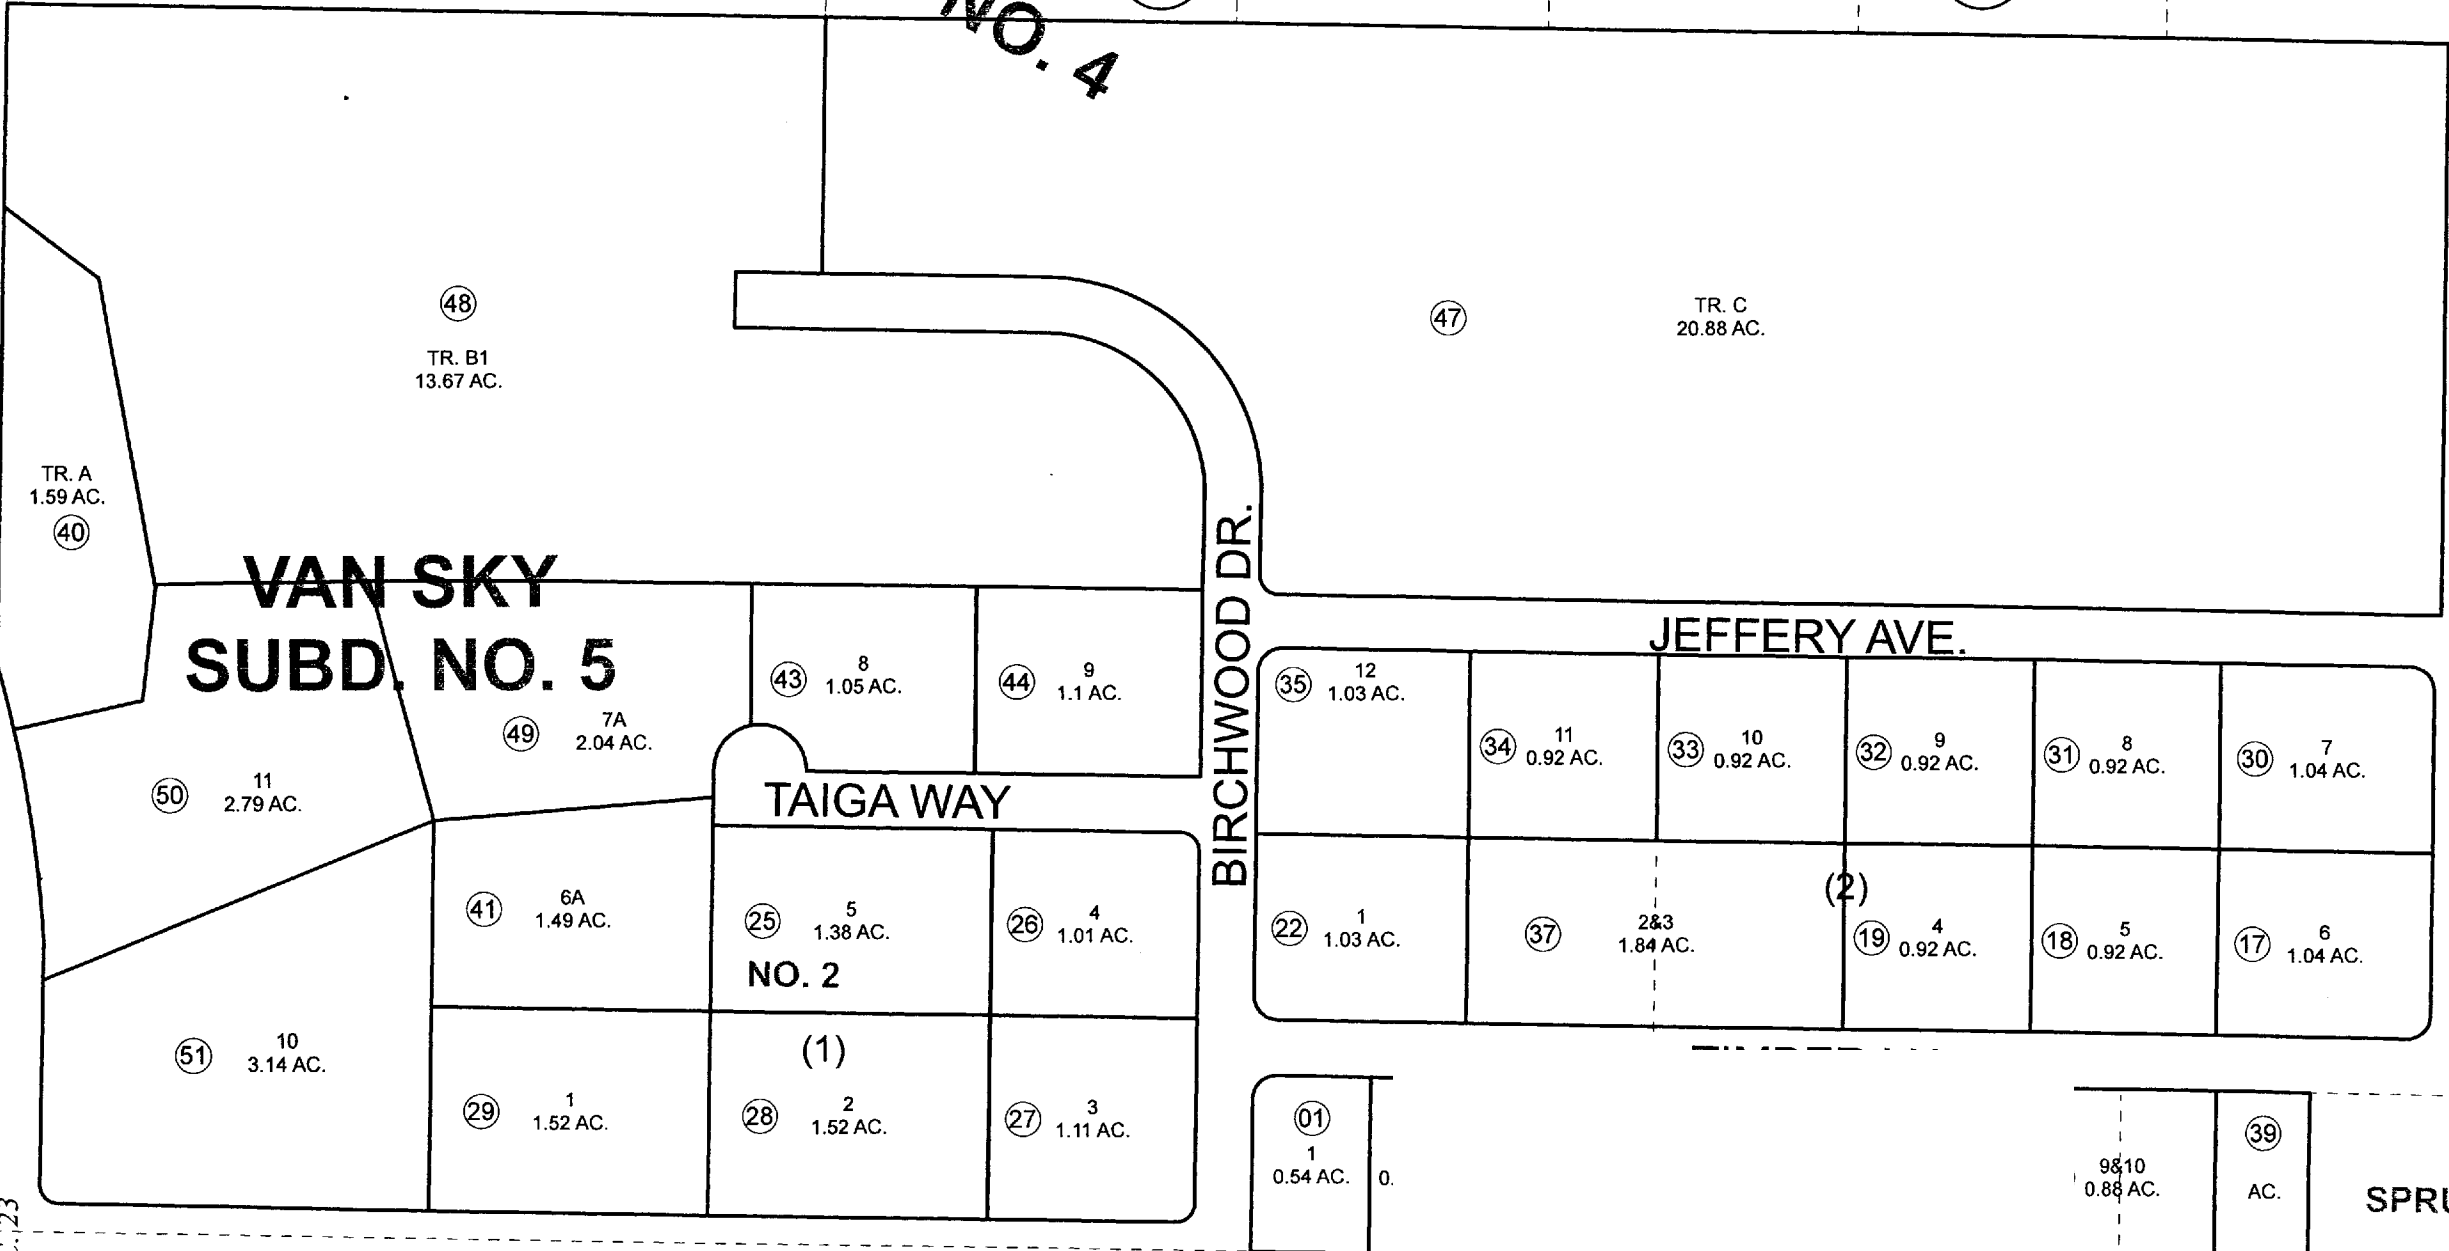 NO. 4
48
TR. B1
13.67 AC.
47
TR. C
20.88 AC.
TR. A
1.59 AC.
40
VAN SKY
SUBD. NO. 5
BIRCHWOOD DR.
JEFFERY AVE.
43
8
1.05 AC.
44
9
1.1 AC.
49
7A
2.04 AC.
50
11
2.79 AC.
TAIGA WAY
35
12
1.03 AC.
34
11
0.92 AC.
33
10
0.92 AC.
32
9
0.92 AC.
31
8
0.92 AC.
30
7
1.04 AC.
41
6A
1.49 AC.
25
5
1.38 AC.
NO. 2
26
4
1.01 AC.
22
1
1.03 AC.
37
2&3
1.84 AC.
(2)
19
4
0.92 AC.
18
5
0.92 AC.
17
6
1.04 AC.
51
10
3.14 AC.
(1)
29
1
1.52 AC.
28
2
1.52 AC.
27
3
1.11 AC.
01
1
0.54 AC.
0.
9&10
0.88 AC.
39
AC.
SPRU